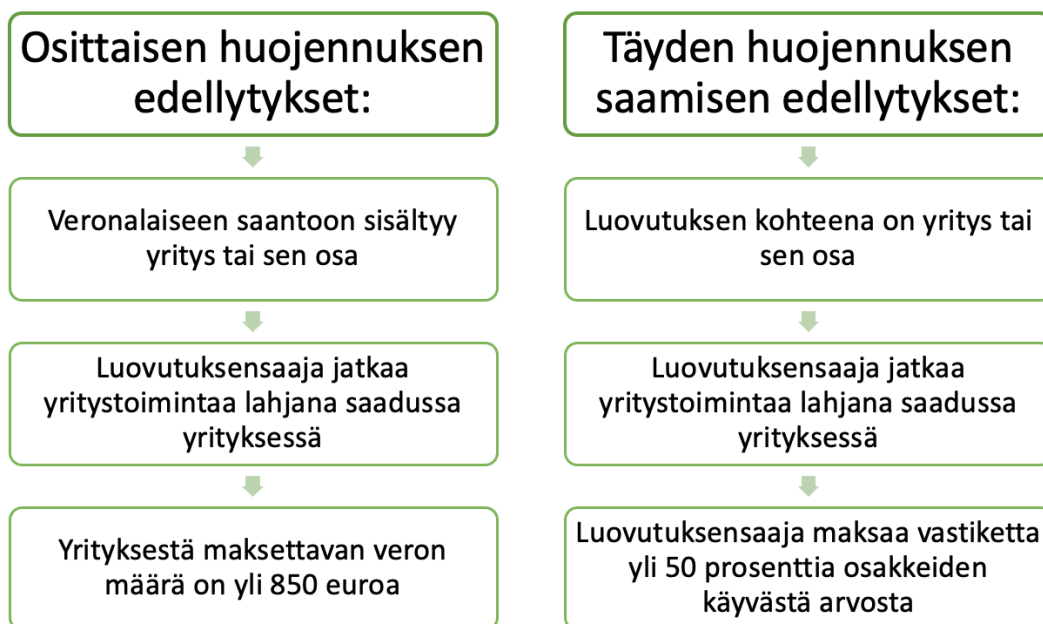 Osittaisen huojennuksen
edellytykset:
Veronalaiseen saantoon sisältyy
yritys tai sen osa
Luovutuksensaaja jatkaa
yritystoimintaa lahjana saadussa
yrityksessä
Yrityksestä maksettavan veron
määrä on yli 850 euroa
Täyden huojennuksen
saamisen edellytykset:
Luovutuksen kohteena on yritys tai
sen osa
Luovutuksensaaja jatkaa
yritystoimintaa lahjana saadussa
yrityksessä
Luovutuksensaaja maksaa vastiketta
yli 50 prosenttia osakkeiden
käyvästä arvosta